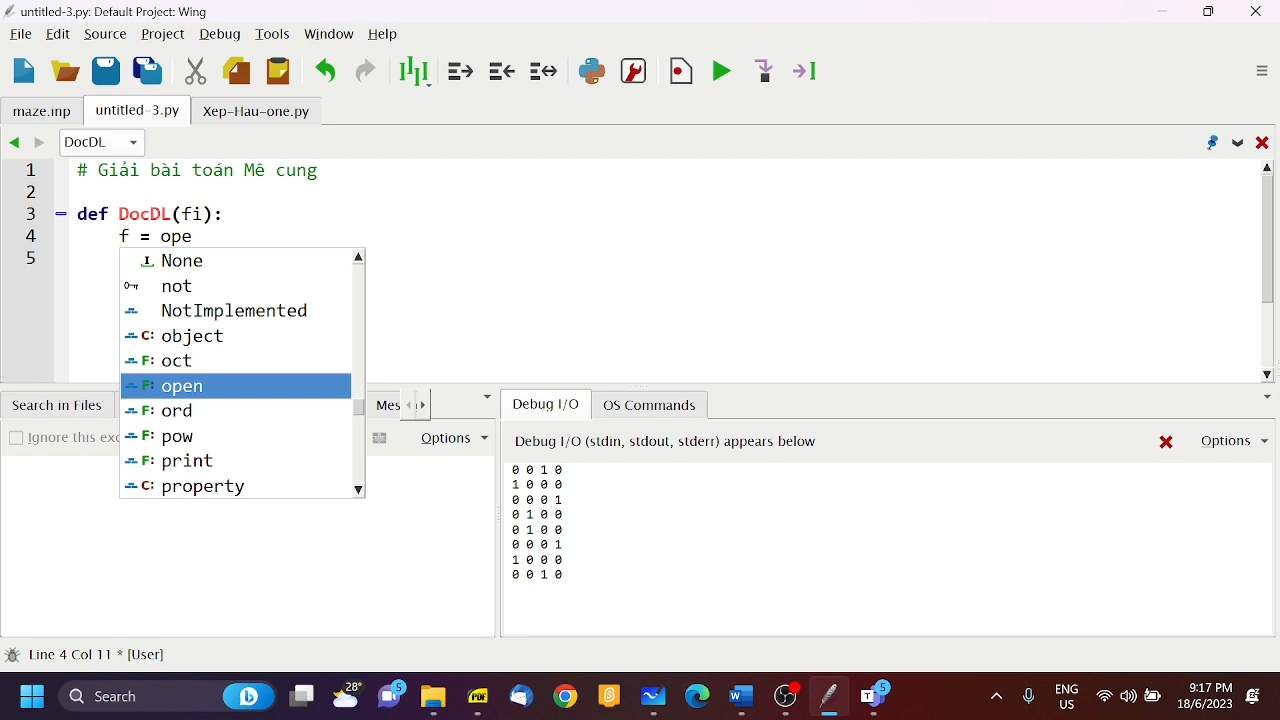 untitled-3.py: Default Project: Wing
File Edit Source Project Debug Tools Window Help
maze.inp untitled-3.py Xep-Hau-one.py
DocDL
1 # Giải bài toán Mê cung
2
3 def DocDL(fi):
4 f = ope
5
None
not
NotImplemented
C: object
F: oct
F: open
F: ord
F: pow
F: print
C: property
Search in Files
Ignore this exc
Options
Debug I/O OS Commands
Debug I/O (stdin, stdout, stderr) appears below
Options
0 0 1 0
1 0 0 0
0 0 0 1
0 1 0 0
0 1 0 0
0 0 0 1
1 0 0 0
0 0 1 0
Line 4 Col 11 * [User]
Search
28°
5
PDF
5
ENG
US
9:17 PM
18/6/2023